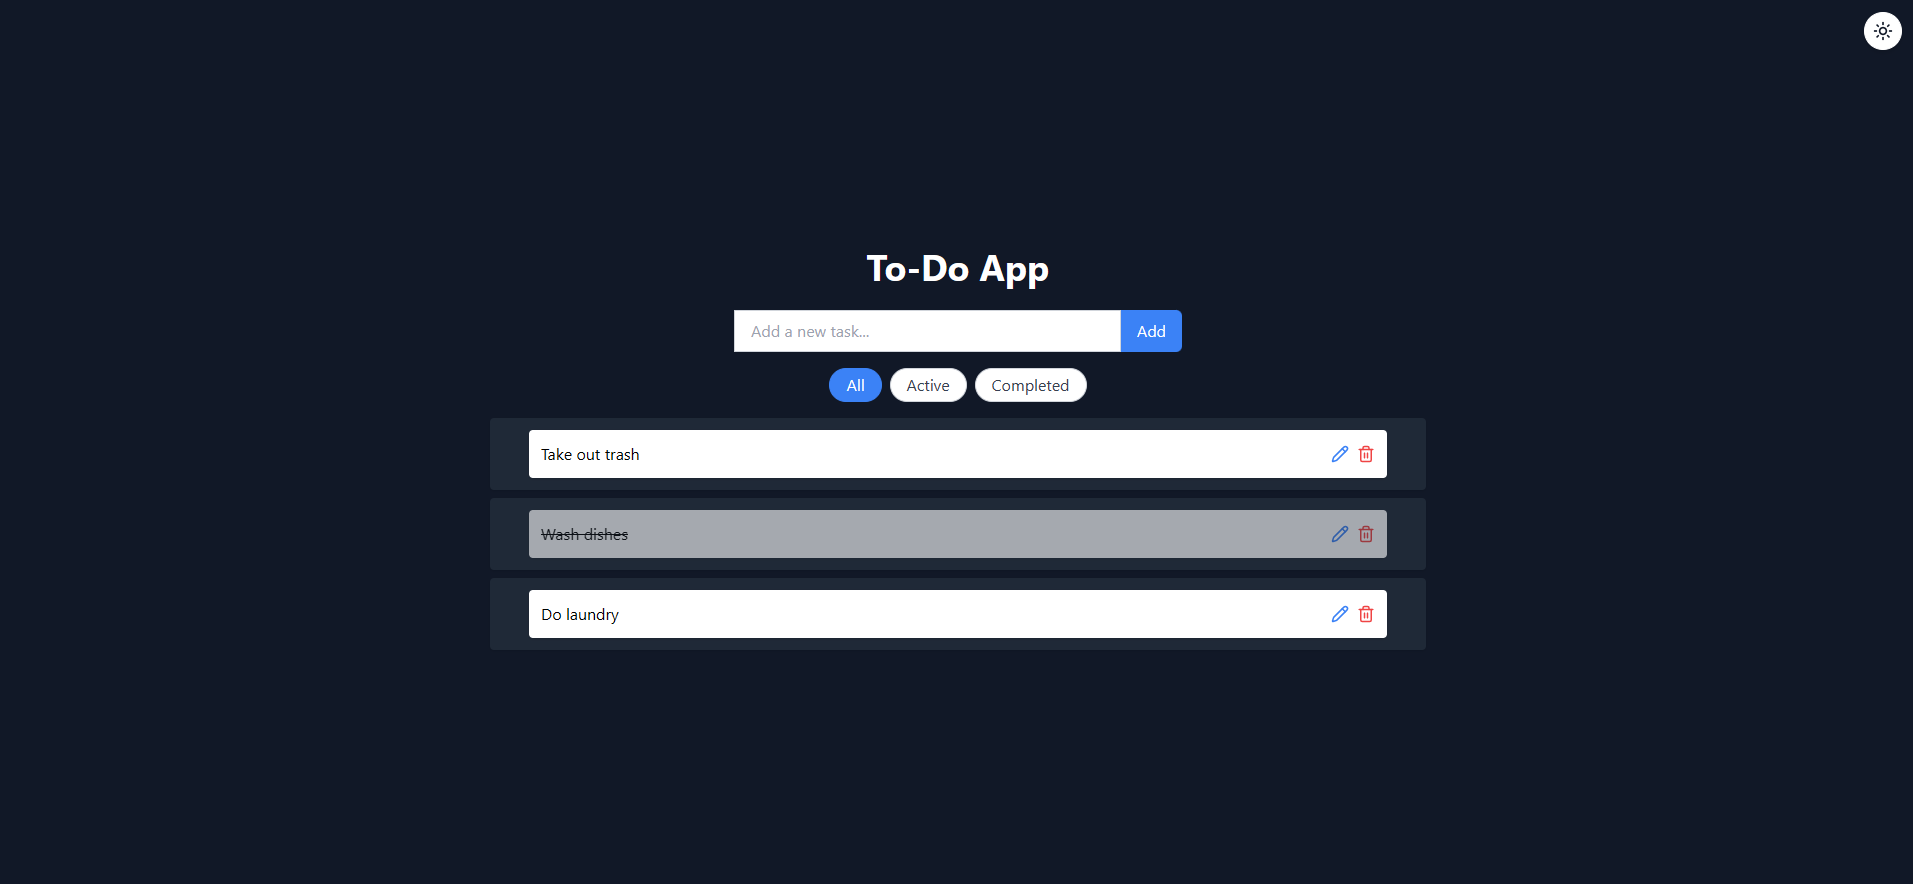 To-Do App
Add a new task...
Add
All
Active
Completed
Take out trash
Wash dishes
Do laundry